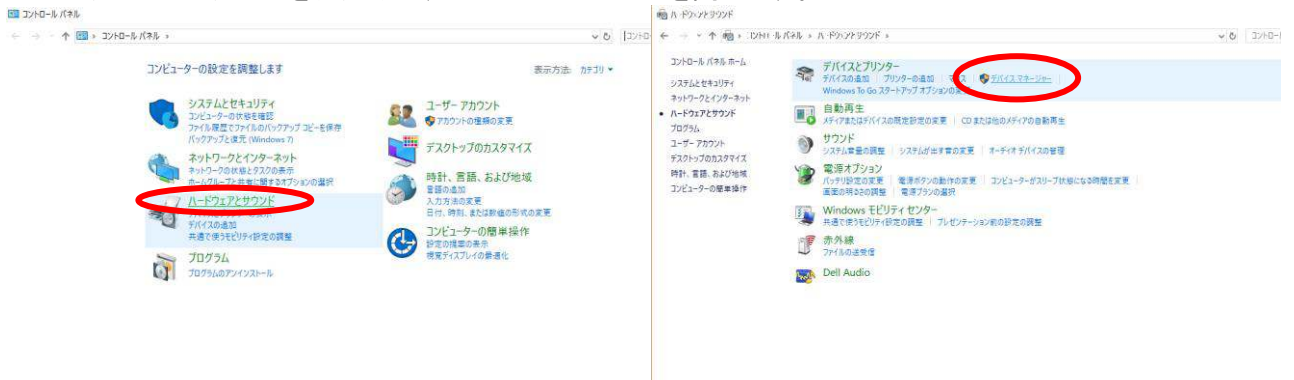 コントロール パネル
コントロール パネル
コンピューターの設定を調整します
表示方法: カテゴリ
システムとセキュリティ
コンピューターの状態を確認
ファイル履歴でファイルのバックアップ コピーを保存
バックアップと復元 (Windows 7)
ネットワークとインターネット
ネットワークの状態とタスクの表示
ホームグループと共有に関するオプションの選択
ハードウェアとサウンド
デバイスの追加
共通で使うモビリティ設定の調整
プログラム
プログラムのアンインストール
ユーザー アカウント
アカウントの種類の変更
デスクトップのカスタマイズ
時計、言語、および地域
言語の追加
入力方法の変更
日付、時刻、または数値の形式の変更
コンピューターの簡単操作
設定の提案の表示
視覚ディスプレイの最適化
コントロール パネル ホーム
システムとセキュリティ
ネットワークとインターネット
ハードウェアとサウンド
プログラム
ユーザー アカウント
デスクトップのカスタマイズ
時計、言語、および地域
コンピューターの簡単操作
デバイスとプリンター
デバイスの追加 プリンターの追加 デバイス マネージャー
Windows To Go スタートアップ オプションの
自動再生
メディアまたはデバイスの既定設定の変更 CD または他のメディアの自動再生
サウンド
システム音量の調整 システムが出す音の変更 オーディオ デバイスの管理
電源オプション
バッテリ設定の変更 電源ボタンの動作の変更 コンピューターがスリープ状態になる時間を変更
画面の明るさの調整 電源プランの選択
Windows モビリティ センター
共通で使うモビリティ設定の調整 プレゼンテーション前の設定の調整
赤外線
ファイルの送受信
Dell Audio